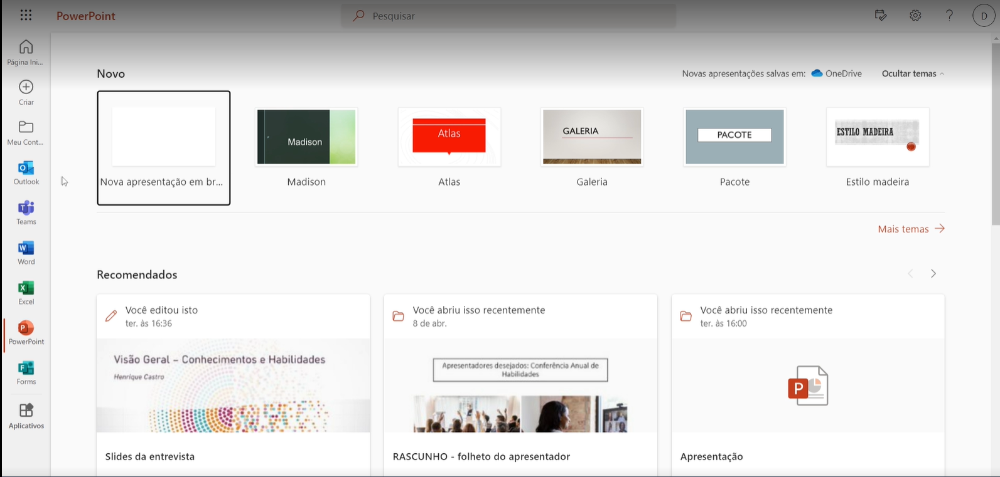 PowerPoint
Pesquisar
D
Página Ini...
Criar
Meu Cont...
Outlook
Teams
Word
Excel
PowerPoint
Forms
Aplicativos
Novo
Novas apresentações salvas em: OneDrive
Ocultar temas
Madison
Atlas
GALERIA
PACOTE
ESTILO MADEIRA
Nova apresentação em br...
Madison
Atlas
Galeria
Pacote
Estilo madeira
Mais temas
Recomendados
Você editou isto
ter. às 16:36
Visão Geral – Conhecimentos e Habilidades
Henrique Castro
Slides da entrevista
Você abriu isso recentemente
8 de abr.
Apresentadores desejados: Conferência Anual de
Habilidades
RASCUNHO - folheto do apresentador
Você abriu isso recentemente
ter. às 16:00
P
Apresentação